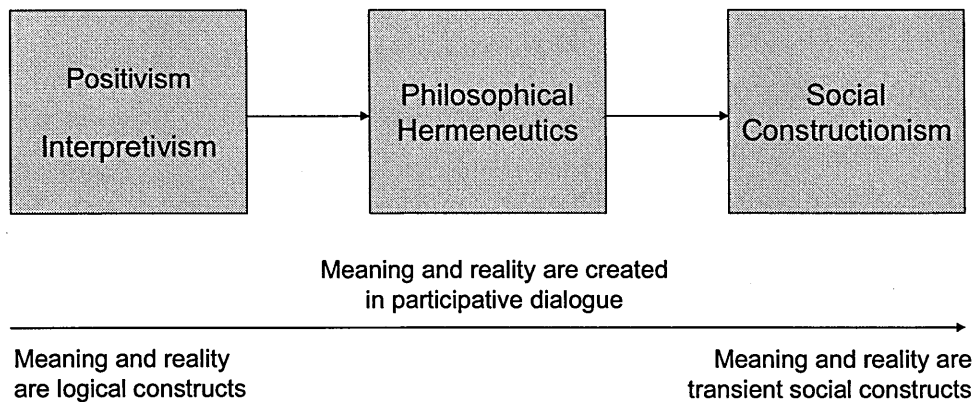 Positivism
Interpretivism
Philosophical
Hermeneutics
Social
Constructionism
Meaning and reality are created
in participative dialogue
Meaning and reality
are logical constructs
Meaning and reality are
transient social constructs